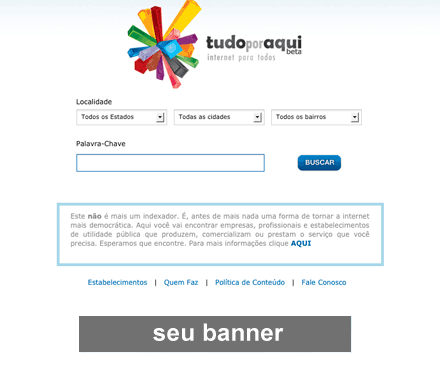 tudoporaqui
beta
internet para todos
Localidade
Todos os Estados Todas as cidades Todos os bairros
Palavra-Chave
BUSCAR
Este não é mais um indexador. É, antes de mais nada uma forma de tornar a internet
mais democrática. Aqui você vai encontrar empresas, profissionais e estabelecimentos
de utilidade pública que produzem, comercializam ou prestam o serviço que você
precisa. Esperamos que encontre. Para mais informações clique AQUI
Estabelecimentos | Quem Faz | Política de Conteúdo | Fale Conosco
seu banner